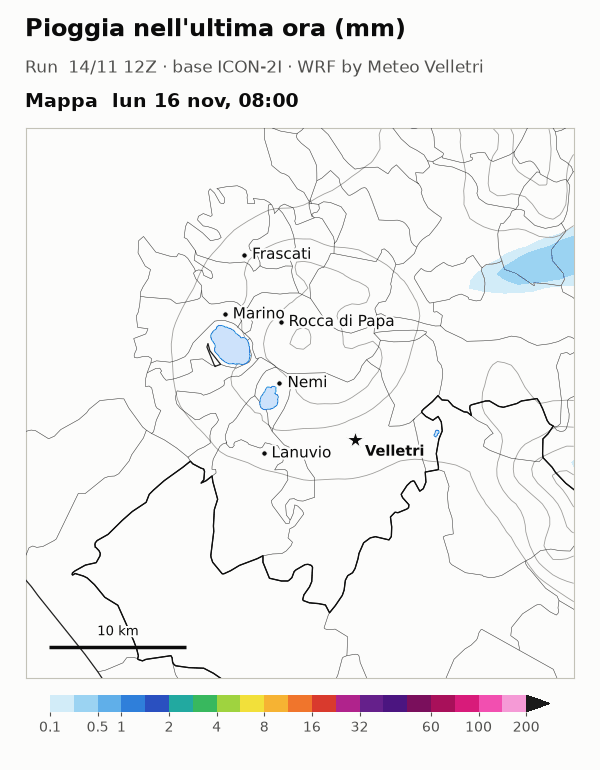 Pioggia nell'ultima ora (mm)
Run  14/11 12Z · base ICON-2I · WRF by Meteo Velletri
Mappa  lun 16 nov, 08:00
Frascati
Marino
Rocca di Papa
Nemi
Velletri
Lanuvio
10 km
0.1 0.5 1 2 4 8 16 32 60 100 200